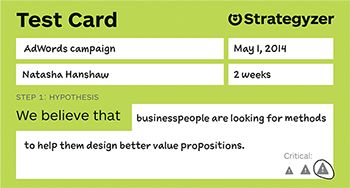 Test Card
Strategyzer
AdWords campaign
May 1, 2014
Natasha Hanshaw
2 weeks
STEP 1: HYPOTHESIS
We believe that businesspeople are looking for methods
to help them design better value propositions.
Critical: